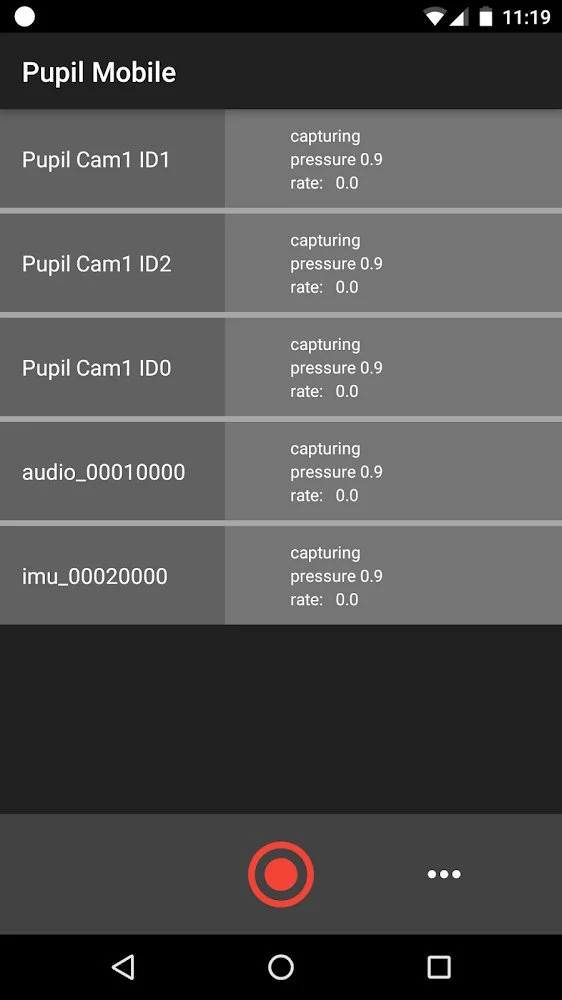 11:19
Pupil Mobile
Pupil Cam1 ID1
capturing
pressure 0.9
rate: 0.0
Pupil Cam1 ID2
capturing
pressure 0.9
rate: 0.0
Pupil Cam1 ID0
capturing
pressure 0.9
rate: 0.0
audio_00010000
capturing
pressure 0.9
rate: 0.0
imu_00020000
capturing
pressure 0.9
rate: 0.0